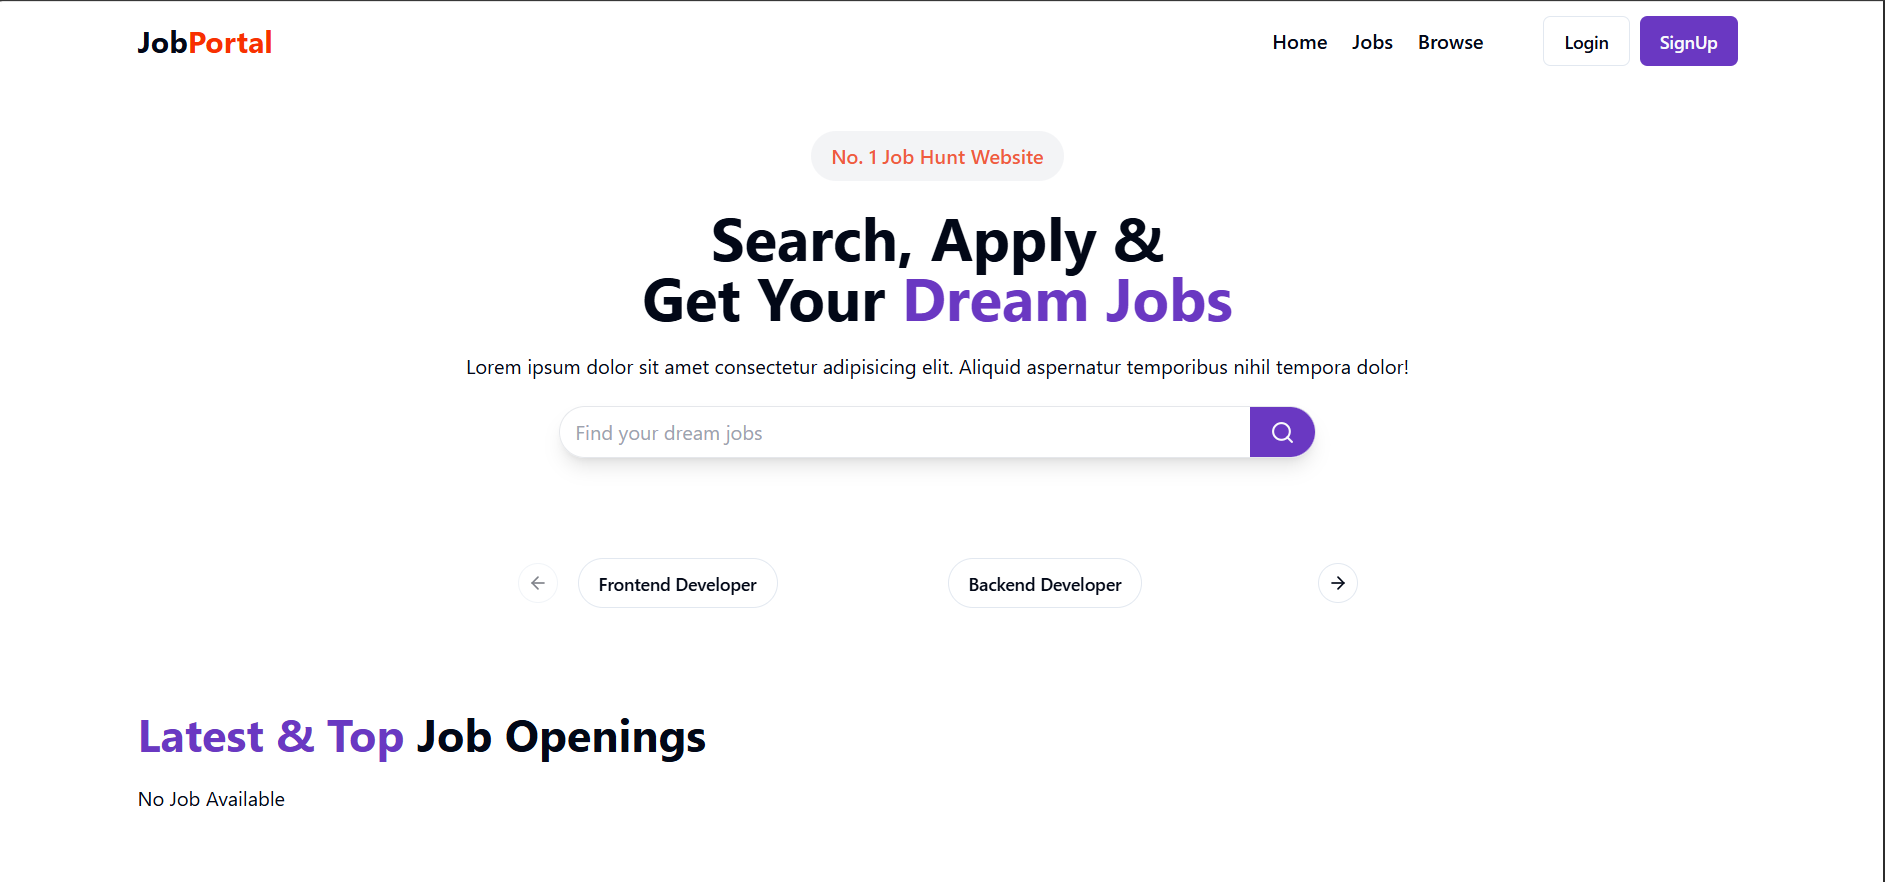 JobPortal
Home Jobs Browse Login SignUp
No. 1 Job Hunt Website
Search, Apply &
Get Your Dream Jobs
Lorem ipsum dolor sit amet consectetur adipisicing elit. Aliquid aspernatur temporibus nihil tempora dolor!
Find your dream jobs
Frontend Developer
Backend Developer
Latest & Top Job Openings
No Job Available